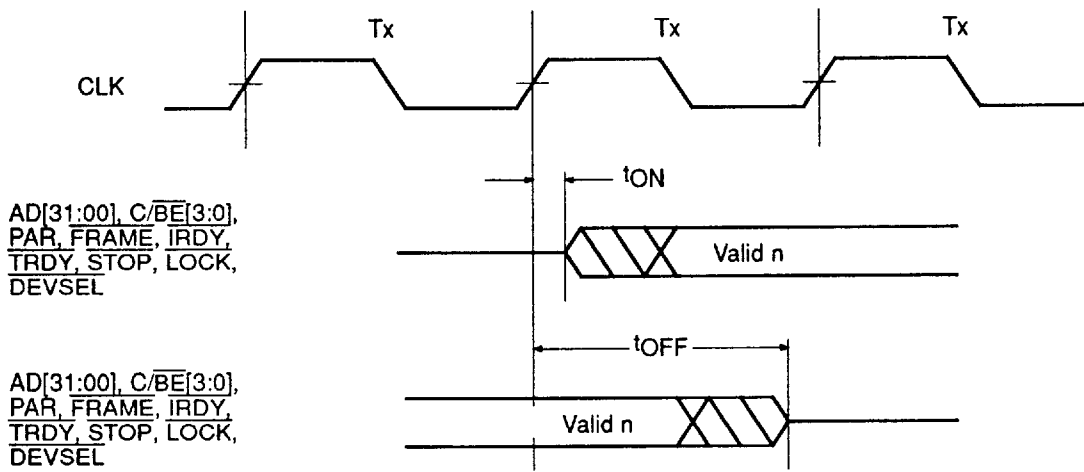 Tx Tx Tx
CLK
tON
AD[31:00], C/BE[3:0],
PAR, FRAME, IRDY,
TRDY, STOP, LOCK,
DEVSEL
Valid n
tOFF
AD[31:00], C/BE[3:0],
PAR, FRAME, IRDY,
TRDY, STOP, LOCK,
DEVSEL
Valid n